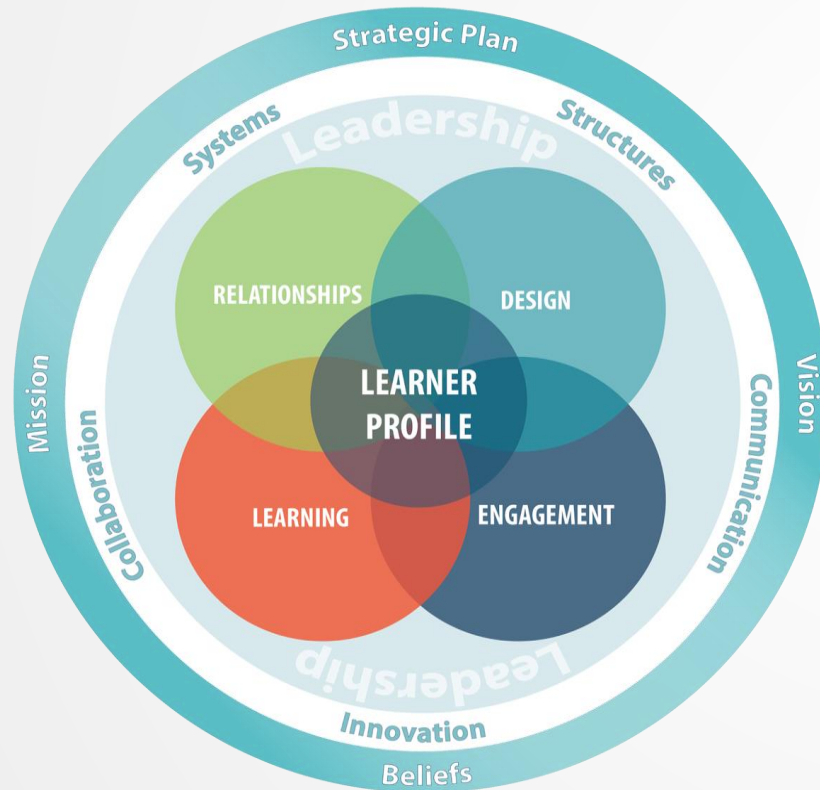 Strategic Plan
Systems
Structures
Leadership
RELATIONSHIPS
DESIGN
Mission
LEARNER
PROFILE
Vision
Collaboration
Communication
LEARNING
ENGAGEMENT
Leadership
Innovation
Beliefs